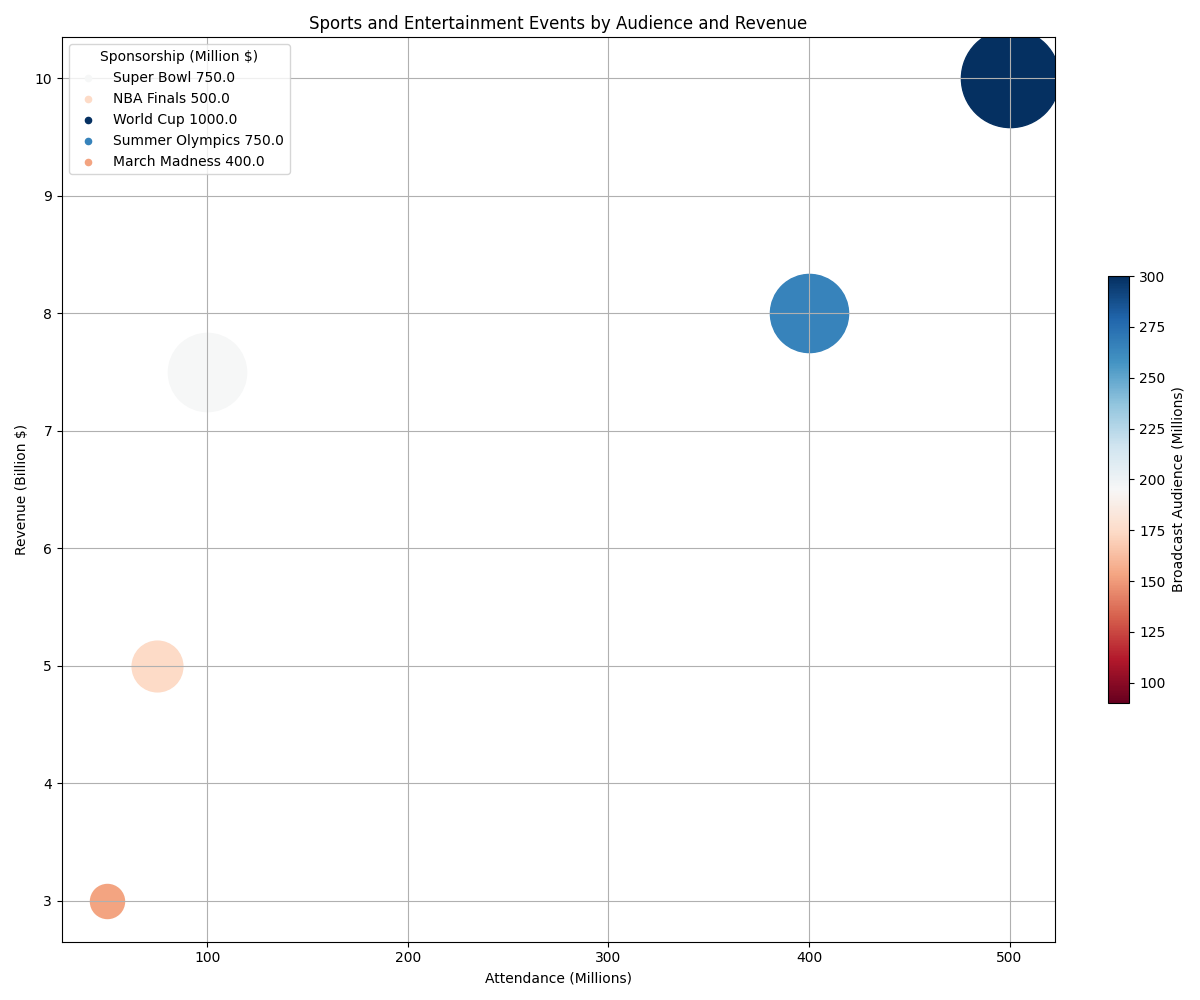 Sports and Entertainment Events by Audience and Revenue
Sponsorship (Million $)
Super Bowl 750.0
NBA Finals 500.0
World Cup 1000.0
Summer Olympics 750.0
March Madness 400.0
10
9
8
7
6
5
4
3
Revenue (Billion $)
100
200
300
400
500
Attendance (Millions)
300
275
250
225
200
175
150
125
100
Broadcast Audience (Millions)